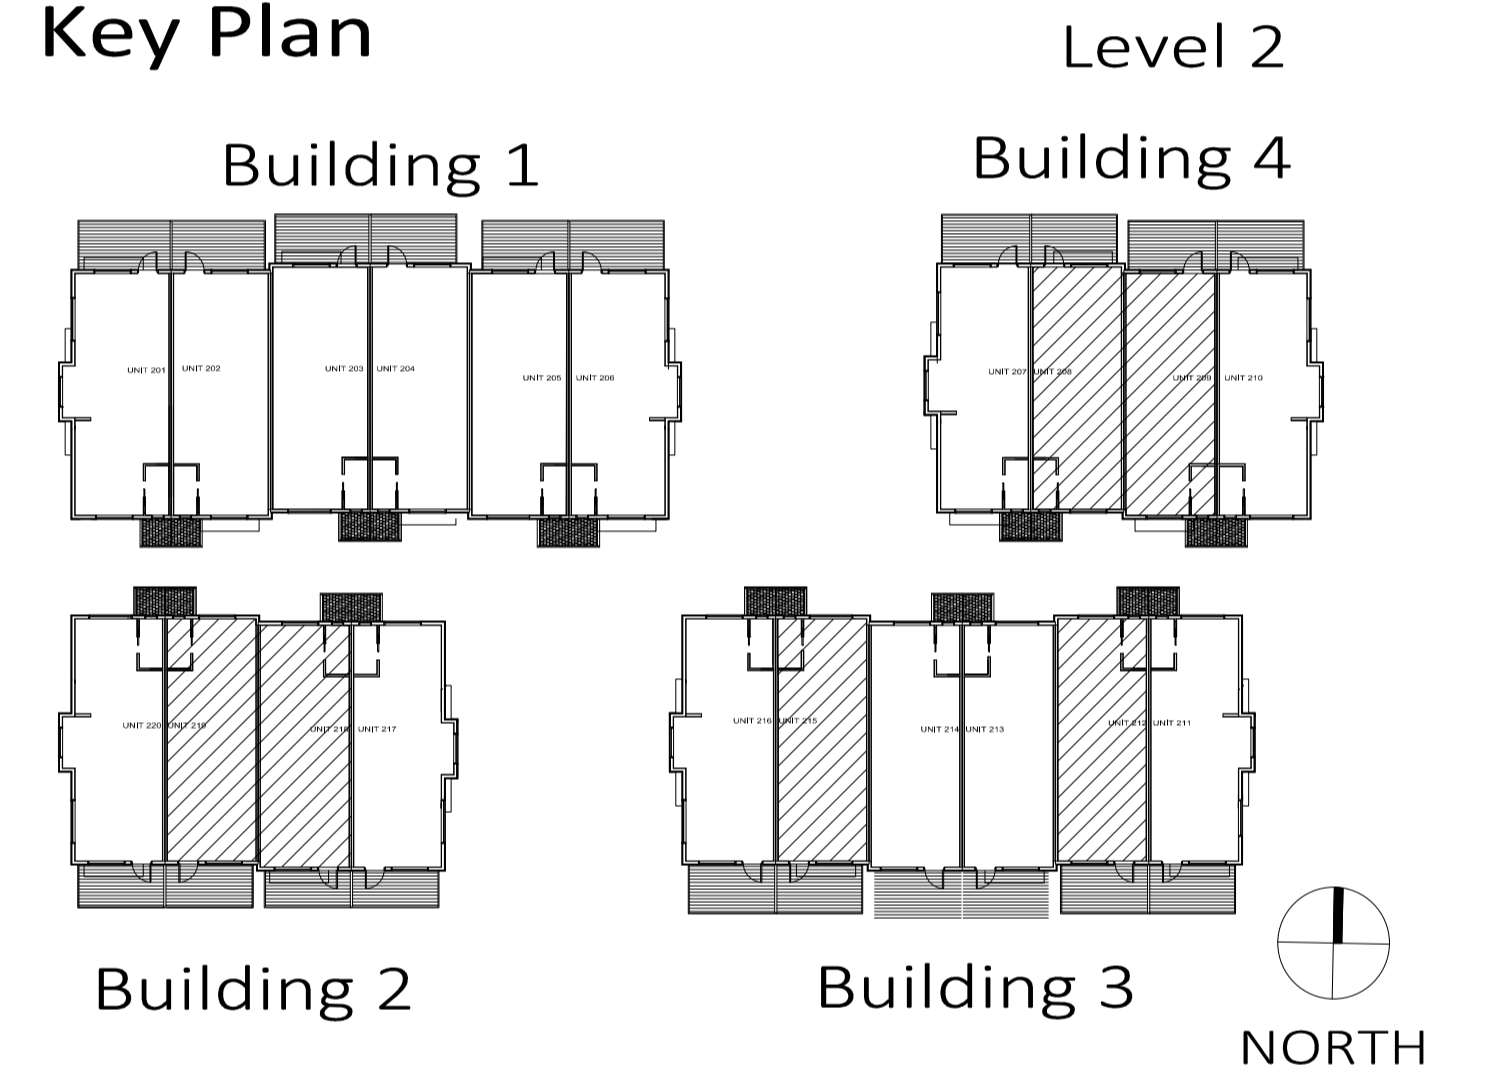 Key Plan
Level 2
Building 1
Building 4
UNIT 201
UNIT 202
UNIT 203
UNIT 204
UNIT 205
UNIT 206
UNIT 207
UNIT 208
UNIT 209
UNIT 210
UNIT 220
UNIT 219
UNIT 218
UNIT 217
UNIT 216
UNIT 215
UNIT 214
UNIT 213
UNIT 212
UNIT 211
Building 2
Building 3
NORTH